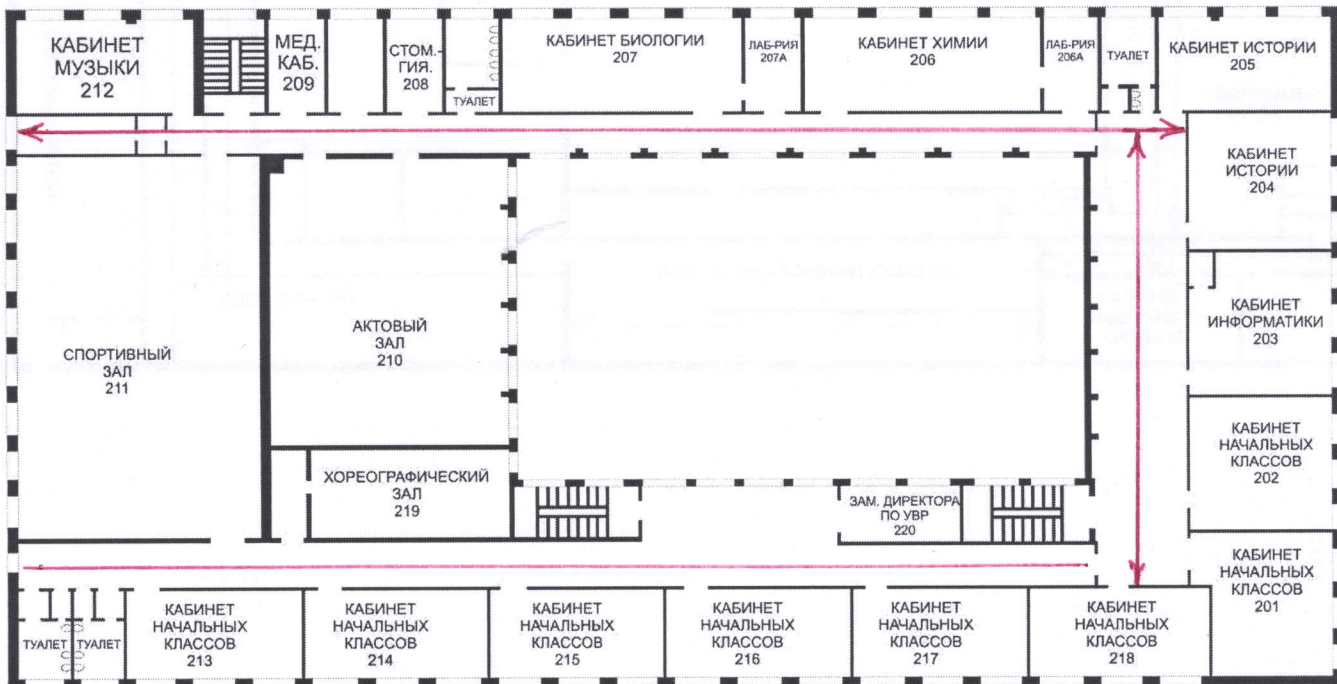 КАБИНЕТ
МУЗЫКИ
212
МЕД.
КАБ.
209
СТОМ.-
ГИЯ.
208
ТУАЛЕТ
КАБИНЕТ БИОЛОГИИ
207
ЛАБ-РИЯ
207А
КАБИНЕТ ХИМИИ
206
ЛАБ-РИЯ
206А
ТУАЛЕТ
КАБИНЕТ ИСТОРИИ
205
КАБИНЕТ
ИСТОРИИ
204
КАБИНЕТ
ИНФОРМАТИКИ
203
СПОРТИВНЫЙ
ЗАЛ
211
АКТОВЫЙ
ЗАЛ
210
ХОРЕОГРАФИЧЕСКИЙ
ЗАЛ
219
ЗАМ. ДИРЕКТОРА
ПО УВР
220
КАБИНЕТ
НАЧАЛЬНЫХ
КЛАССОВ
202
КАБИНЕТ
НАЧАЛЬНЫХ
КЛАССОВ
201
ТУАЛЕТ
ТУАЛЕТ
КАБИНЕТ
НАЧАЛЬНЫХ
КЛАССОВ
213
КАБИНЕТ
НАЧАЛЬНЫХ
КЛАССОВ
214
КАБИНЕТ
НАЧАЛЬНЫХ
КЛАССОВ
215
КАБИНЕТ
НАЧАЛЬНЫХ
КЛАССОВ
216
КАБИНЕТ
НАЧАЛЬНЫХ
КЛАССОВ
217
КАБИНЕТ
НАЧАЛЬНЫХ
КЛАССОВ
218